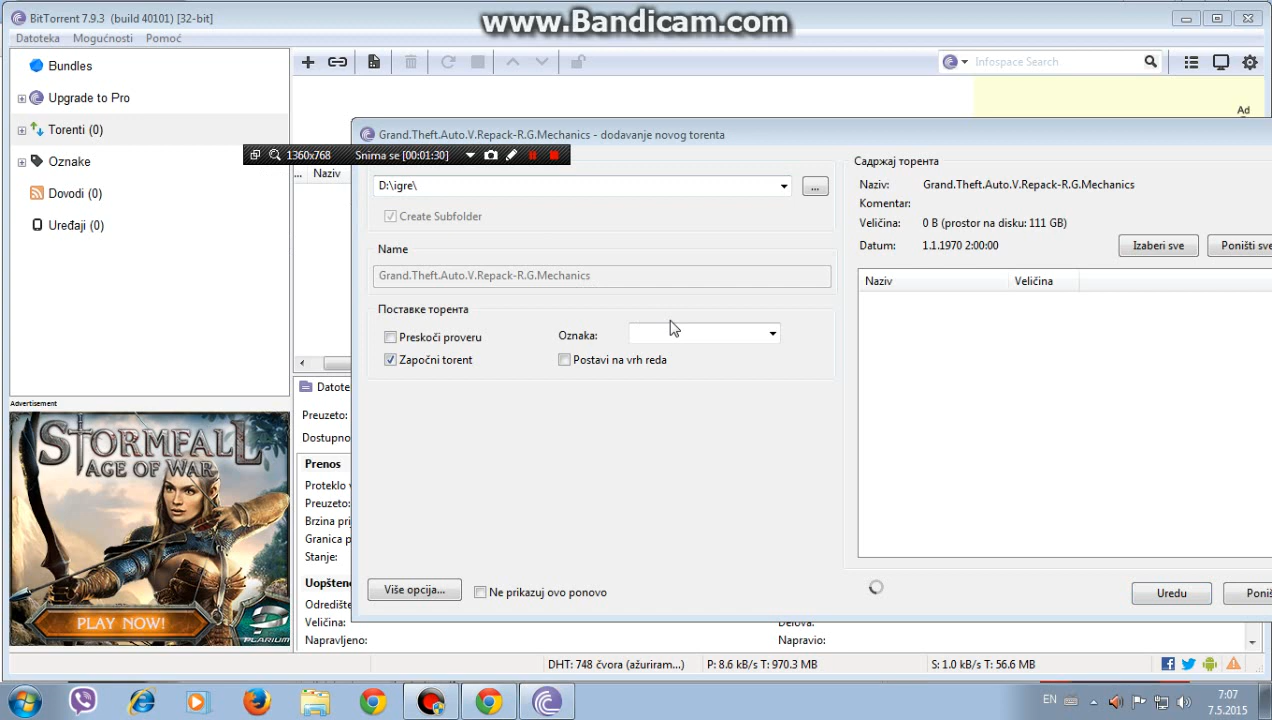 www.Bandicam.com
BitTorrent 7.9.3 (build 40101) [32-bit]
Datoteka Mogućnosti Pomoć
Bundles
Upgrade to Pro
Torenti (0)
Oznake
Dovodi (0)
Uređaji (0)
Infospace Search
Ad
... Naziv
Grand.Theft.Auto.V.Repack-R.G.Mechanics - dodavanje novog torenta
1360x768 Snima se [00:01:30]
D:\igre\
...
Create Subfolder
Name
Grand.Theft.Auto.V.Repack-R.G.Mechanics
Поставке торента
Preskoči proveru
Oznaka:
Započni torent
Postavi na vrh reda
Više opcija...
Ne prikazuj ovo ponovo
Садржај торента
Naziv: Grand.Theft.Auto.V.Repack-R.G.Mechanics
Komentar:
Veličina: 0 B (prostor na disku: 111 GB)
Datum: 1.1.1970 2:00:00
Izaberi sve
Poništi sve
Naziv Veličina
Uredu
Poniš
Datote
Preuzeto:
Dostupno
Prenos
Proteklo v
Preuzeto:
Brzina prij
Granica p
Stanje:
Uopšteno
Odredište
Veličina:
Napravljeno:
Delova:
Napravio:
Advertisement
STORMFALL
AGE OF WAR
PLAY NOW!
PLARIUM
DHT: 748 čvora (ažuriram...) P: 8.6 kB/s T: 970.3 MB S: 1.0 kB/s T: 56.6 MB
EN
7:07
7.5.2015